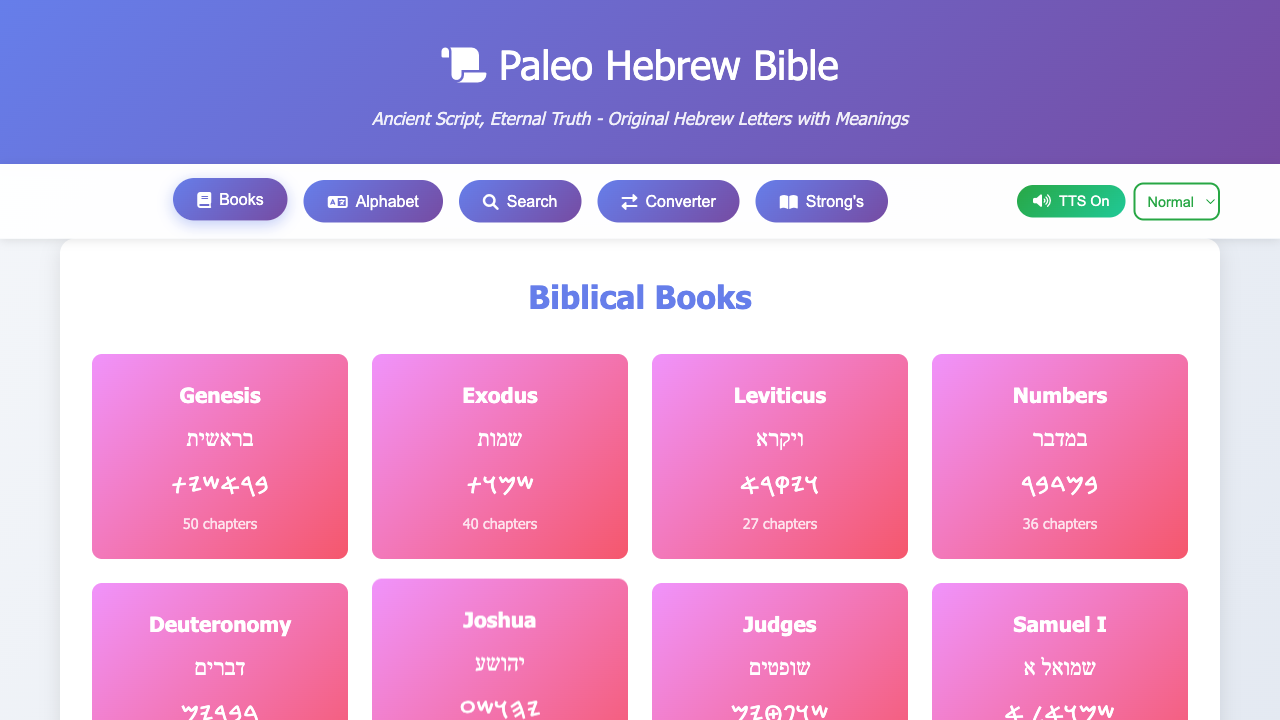 Paleo Hebrew Bible
Ancient Script, Eternal Truth - Original Hebrew Letters with Meanings
Books
Alphabet
Search
Converter
Strong's
TTS On
Normal
Biblical Books
Genesis
בראשית
𐤁𐤓𐤀𐤔𐤉𐤕
50 chapters
Exodus
שמות
𐤔𐤌𐤅𐤕
40 chapters
Leviticus
ויקרא
𐤅𐤉𐤒𐤓𐤀
27 chapters
Numbers
במדבר
𐤁𐤌𐤃𐤁𐤓
36 chapters
Deuteronomy
דברים
𐤃𐤁𐤓𐤉𐤌
Joshua
יהושע
𐤉𐤄𐤅𐤔𐤏
Judges
שופטים
𐤔𐤅𐤐𐤈𐤉𐤌
Samuel I
שמואל א
𐤔𐤌𐤅𐤀𐤋 𐤀